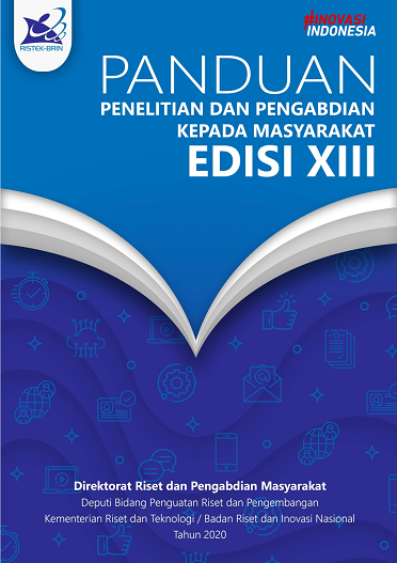 RISTEK-BRIN
#INOVASI
INDONESIA
PANDUAN
PENELITIAN DAN PENGABDIAN
KEPADA MASYARAKAT
EDISI XIII
Direktorat Riset dan Pengabdian Masyarakat
Deputi Bidang Penguatan Riset dan Pengembangan
Kementerian Riset dan Teknologi / Badan Riset dan Inovasi Nasional
Tahun 2020